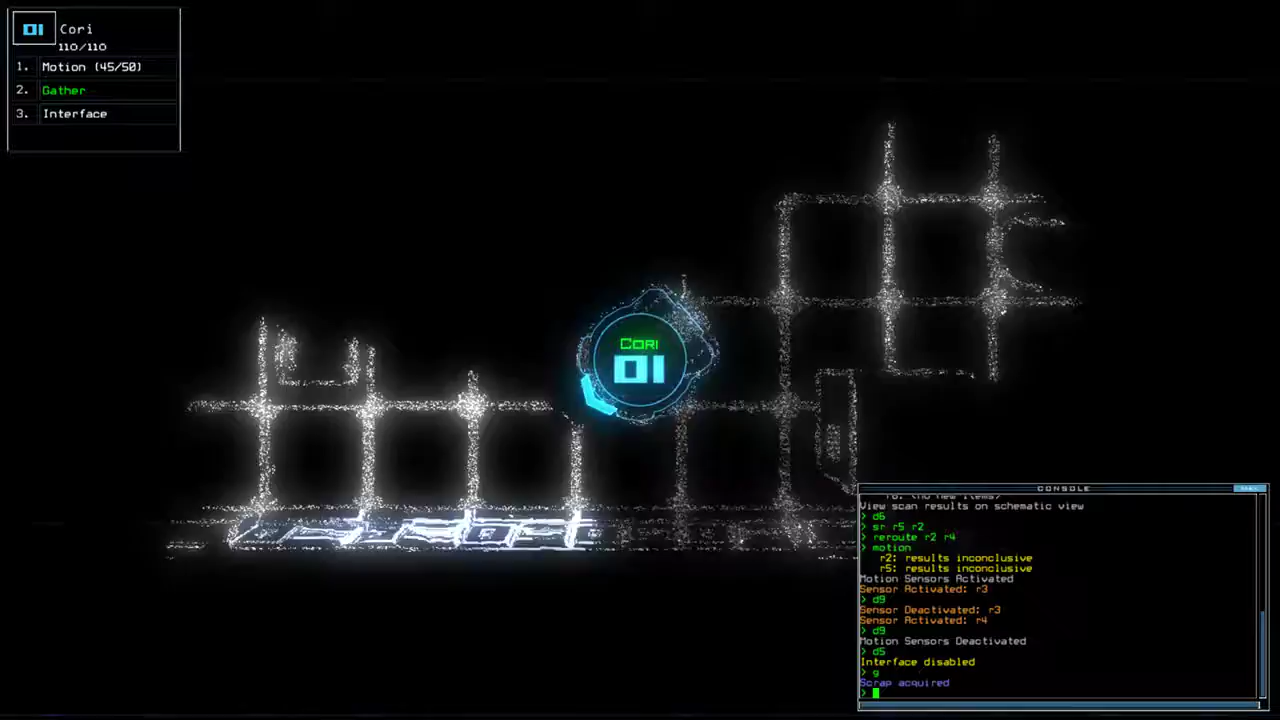 01 Cori
110/110
1. Motion (45/50)
2. Gather
3. Interface
Cori
01
CONSOLE
View scan results on schematic view
> d6
> sr r5 r2
> reroute r2 r4
> motion
r2: results inconclusive
r5: results inconclusive
Motion Sensors Activated
Sensor Activated: r3
> d9
Sensor Deactivated: r3
Sensor Activated: r4
> d9
Motion Sensors Deactivated
> d5
Interface disabled
> g
Scrap acquired
>